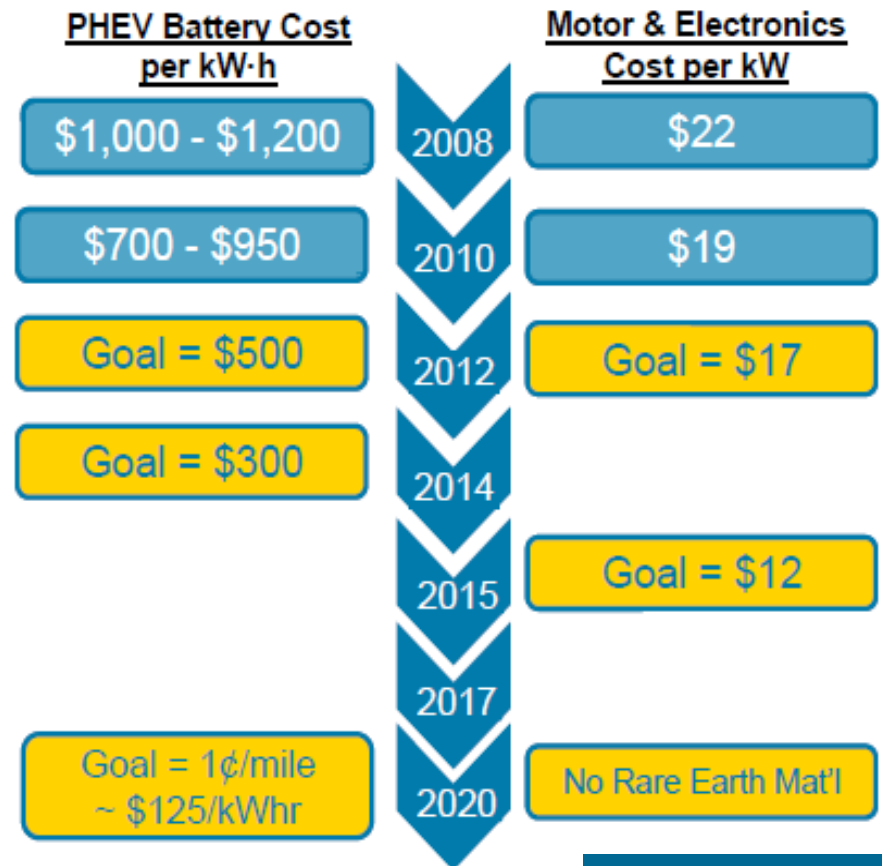 PHEV Battery Cost
per kW·h
Motor & Electronics
Cost per kW
$1,000 - $1,200
2008
$22
$700 - $950
2010
$19
Goal = $500
2012
Goal = $17
Goal = $300
2014
2015
Goal = $12
2017
Goal = 1¢/mile
~ $125/kWhr
2020
No Rare Earth Mat'l